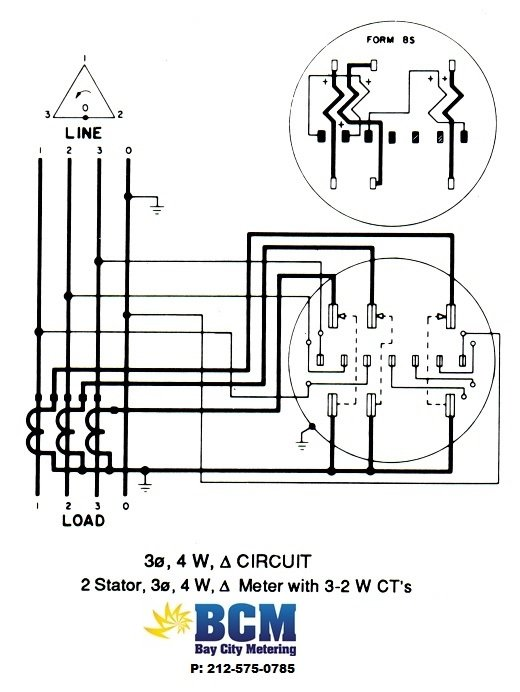 FORM 8S
+ + +
+
1
3 0 2
LINE
1 2 3 0
1 2 3 0
LOAD
3ø, 4 W, Δ CIRCUIT
2 Stator, 3ø, 4 W, Δ Meter with 3-2 W CT's
BCM
Bay City Metering
P: 212-575-0785